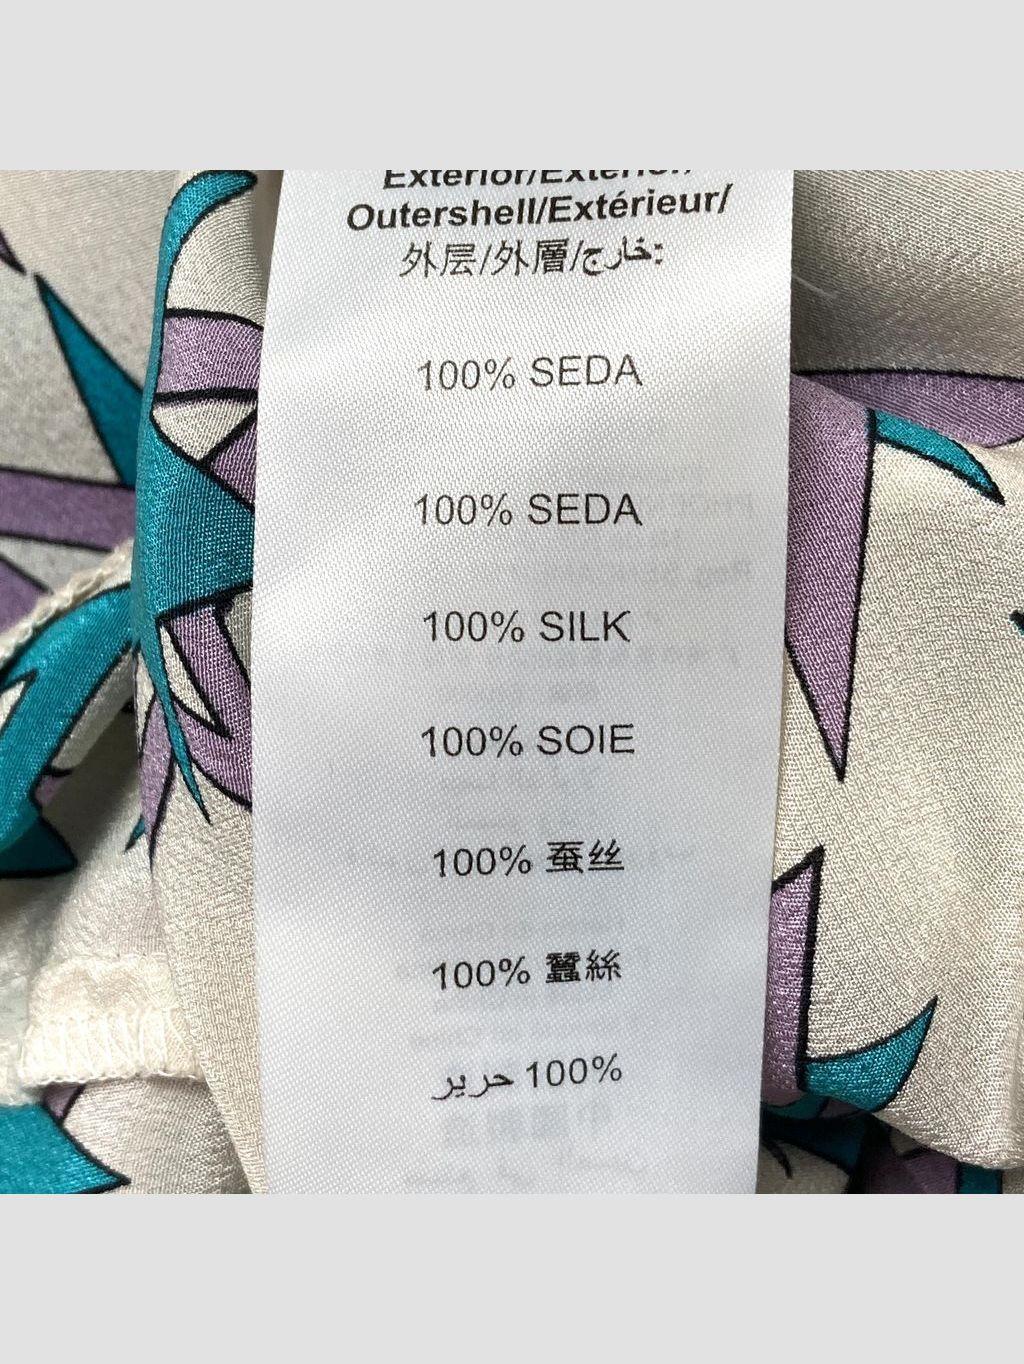 Exterior/Exterior/
Outershell/Extérieur/
外层/外層/خارج:
100% SEDA
100% SEDA
100% SILK
100% SOIE
100% 蚕丝
100% 蠶絲
100% حرير